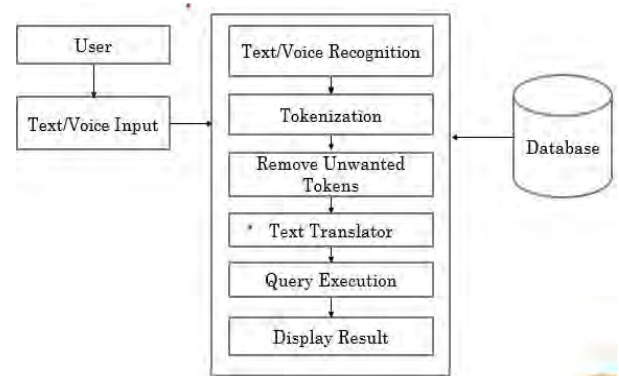 User
Text/Voice Input
Text/Voice Recognition
Tokenization
Remove Unwanted
Tokens
Text Translator
Query Execution
Display Result
Database